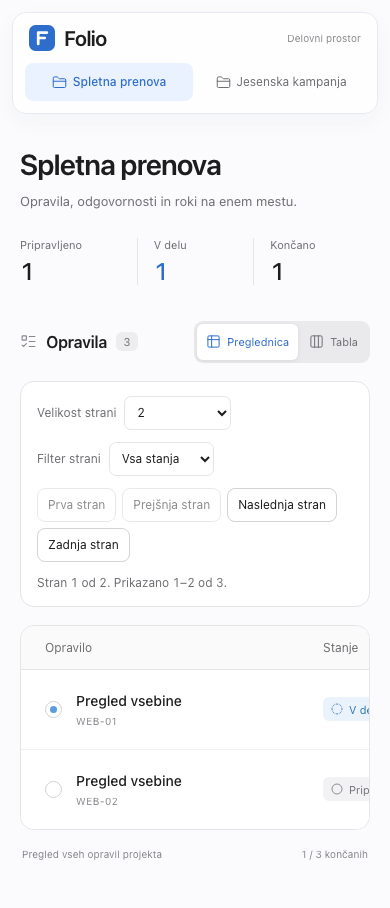 F Folio
Delovni prostor
Spletna prenova
Jesenska kampanja
Spletna prenova
Opravila, odgovornosti in roki na enem mestu.
Pripravljeno
V delu
Končano
1
1
1
Opravila 3
Preglednica
Tabla
Velikost strani 2
Filter strani Vsa stanja
Prva stran Prejšnja stran Naslednja stran
Zadnja stran
Stran 1 od 2. Prikazano 1–2 od 3.
Opravilo Stanje
Pregled vsebine
WEB-01
V de
Pregled vsebine
WEB-02
Prip
Pregled vseh opravil projekta
1 / 3 končanih